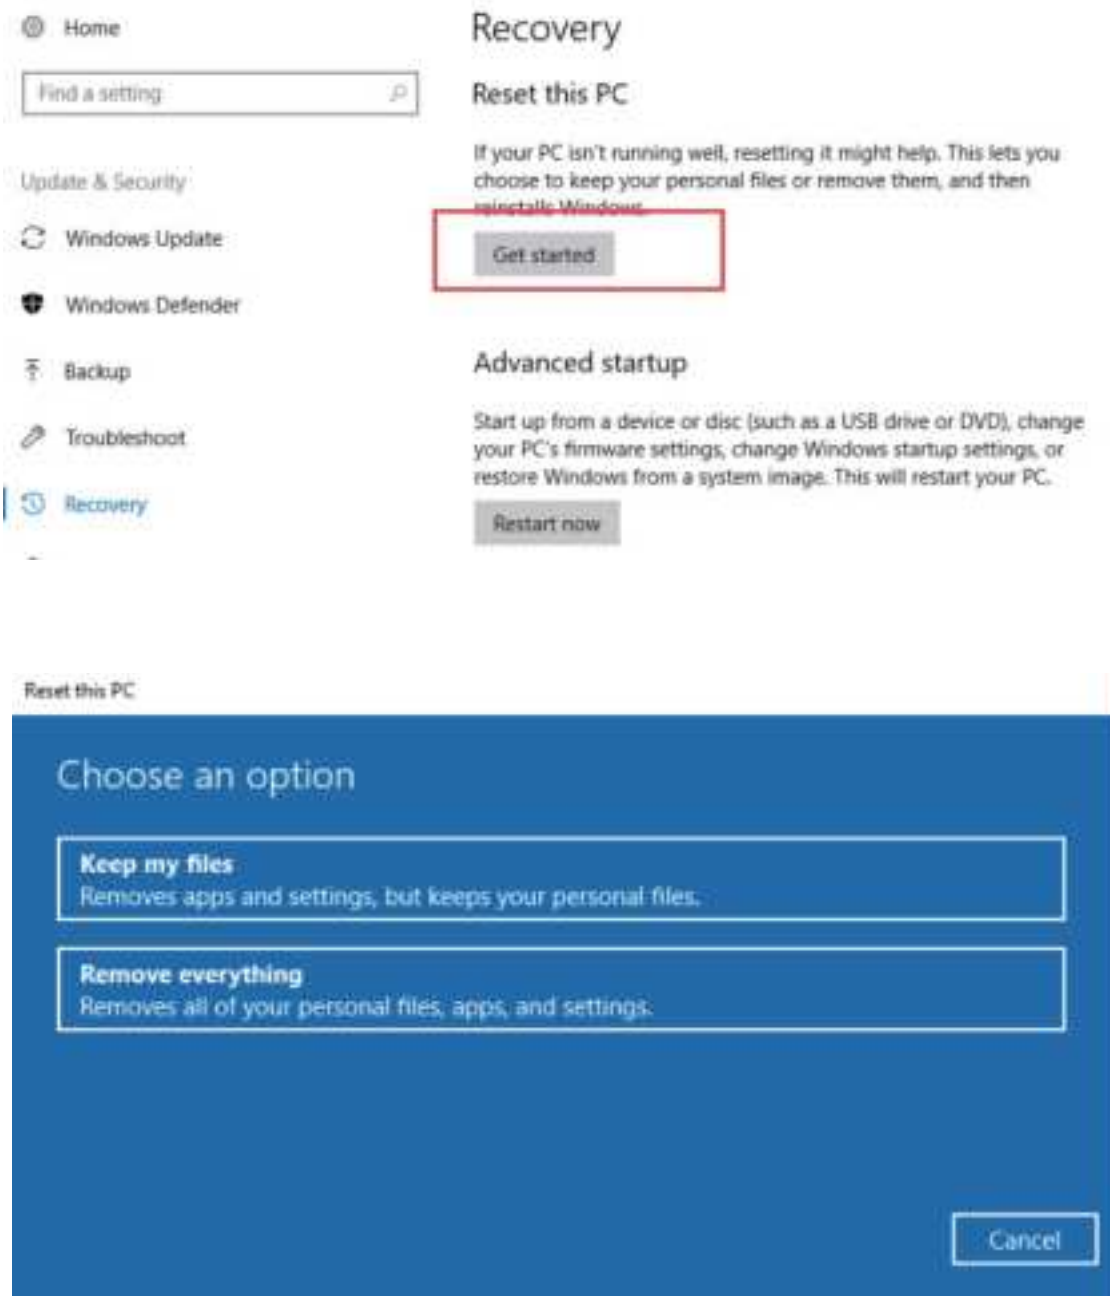 Home
Find a setting
Update & Security
Windows Update
Windows Defender
Backup
Troubleshoot
Recovery
Recovery
Reset this PC
If your PC isn't running well, resetting it might help. This lets you
choose to keep your personal files or remove them, and then
reinstalls Windows.
Get started
Advanced startup
Start up from a device or disc (such as a USB drive or DVD), change
your PC's firmware settings, change Windows startup settings, or
restore Windows from a system image. This will restart your PC.
Restart now
Reset this PC
Choose an option
Keep my files
Removes apps and settings, but keeps your personal files.
Remove everything
Removes all of your personal files, apps, and settings.
Cancel